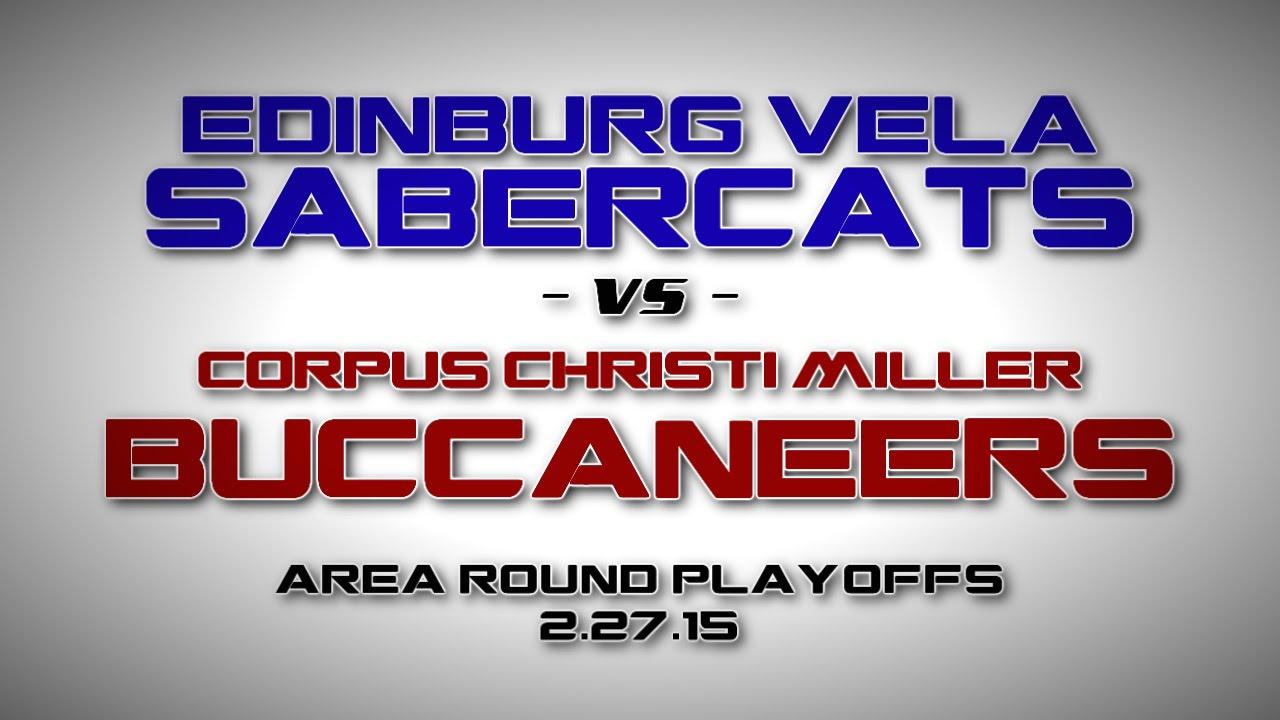 EDINBURG VELA
SABERCATS
- VS -
CORPUS CHRISTI MILLER
BUCCANEERS
AREA ROUND PLAYOFFS
2.27.15